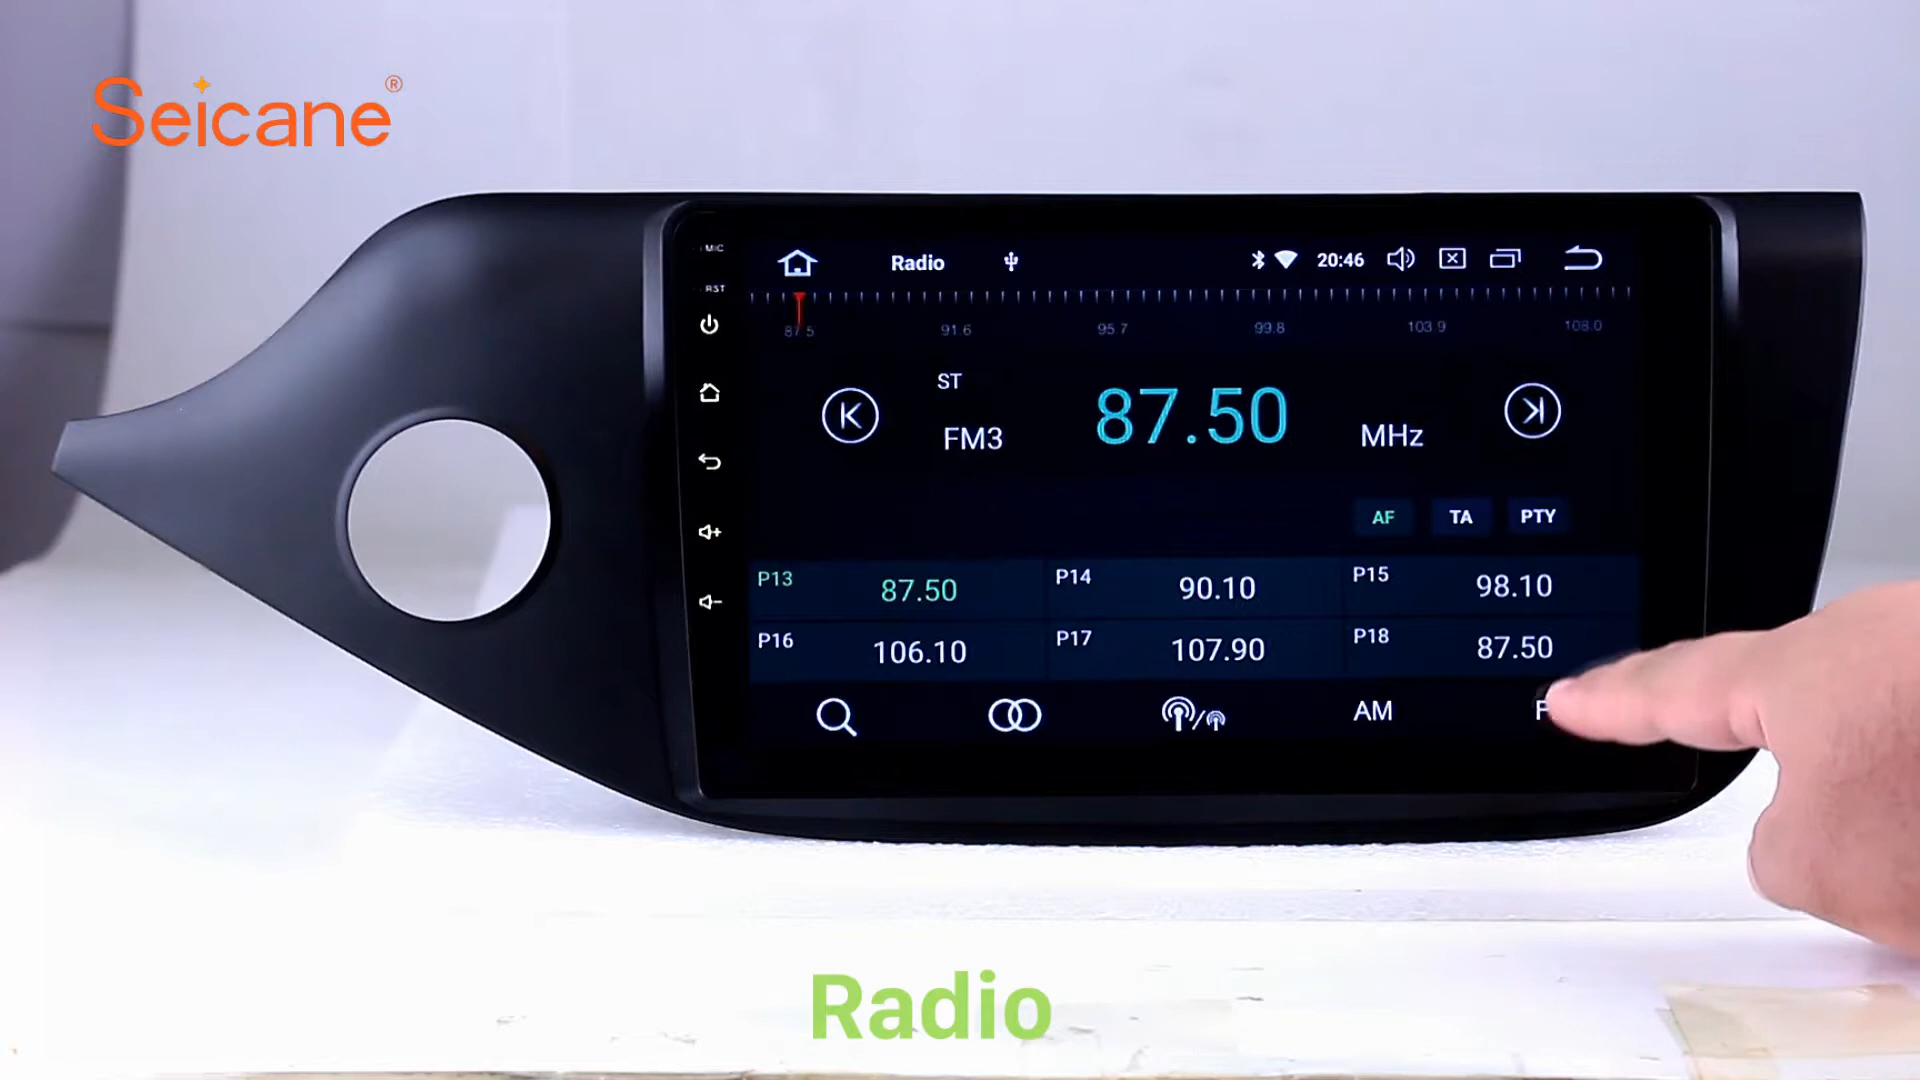 Seicane®
MIC
RST
Radio
20:46
87.5 91.6 95.7 99.8 103.9 108.0
ST
FM3
87.50
MHz
AF TA PTY
P13 87.50 P14 90.10 P15 98.10
P16 106.10 P17 107.90 P18 87.50
AM
Radio